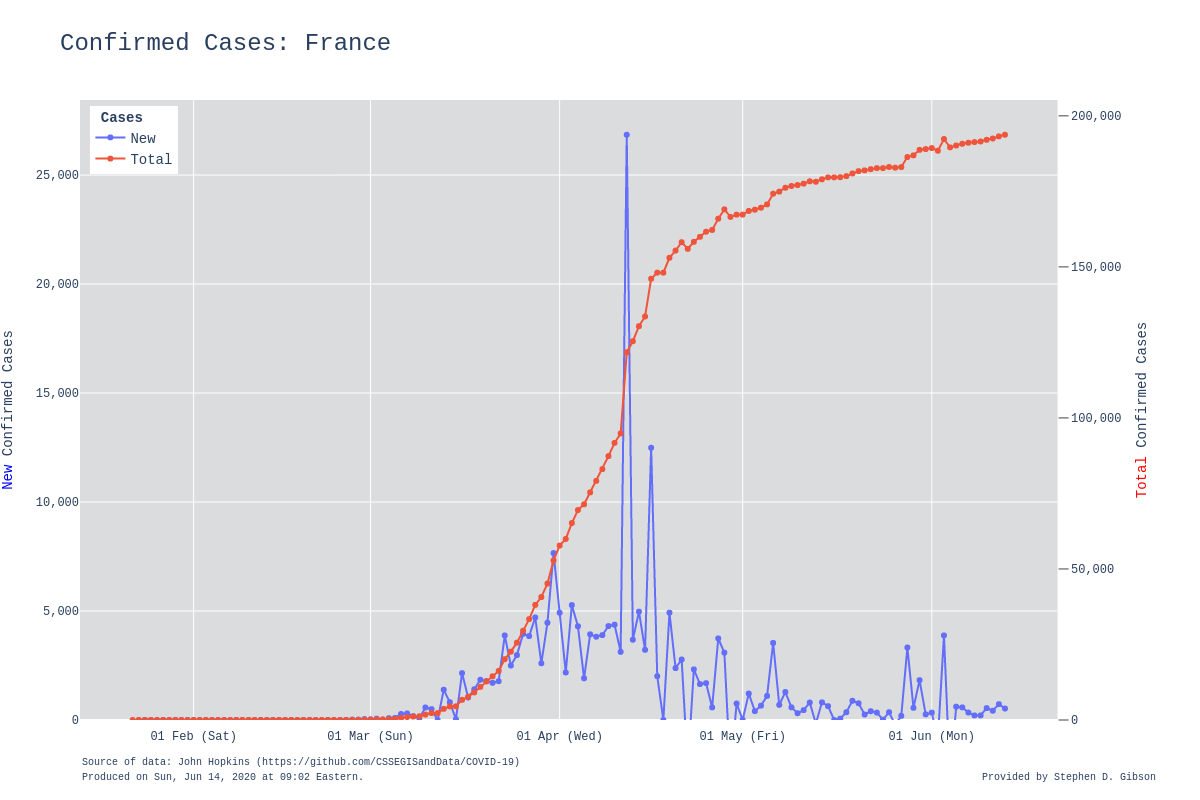 Confirmed Cases: France
Cases
New
Total
25,000
20,000
15,000
10,000
5,000
0
200,000
150,000
100,000
50,000
0
New Confirmed Cases
Total Confirmed Cases
01 Feb (Sat)
01 Mar (Sun)
01 Apr (Wed)
01 May (Fri)
01 Jun (Mon)
Source of data: John Hopkins (https://github.com/CSSEGISandData/COVID-19)
Produced on Sun, Jun 14, 2020 at 09:02 Eastern.
Provided by Stephen D. Gibson